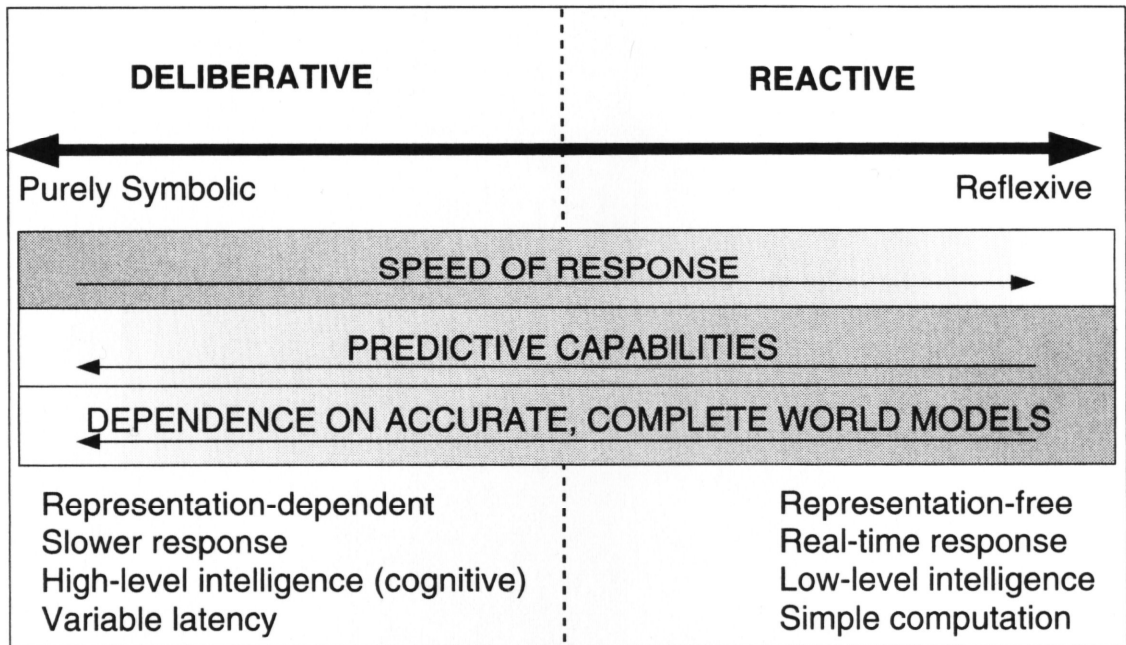 DELIBERATIVE
REACTIVE
Purely Symbolic
Reflexive
SPEED OF RESPONSE
PREDICTIVE CAPABILITIES
DEPENDENCE ON ACCURATE, COMPLETE WORLD MODELS
Representation-dependent
Slower response
High-level intelligence (cognitive)
Variable latency
Representation-free
Real-time response
Low-level intelligence
Simple computation